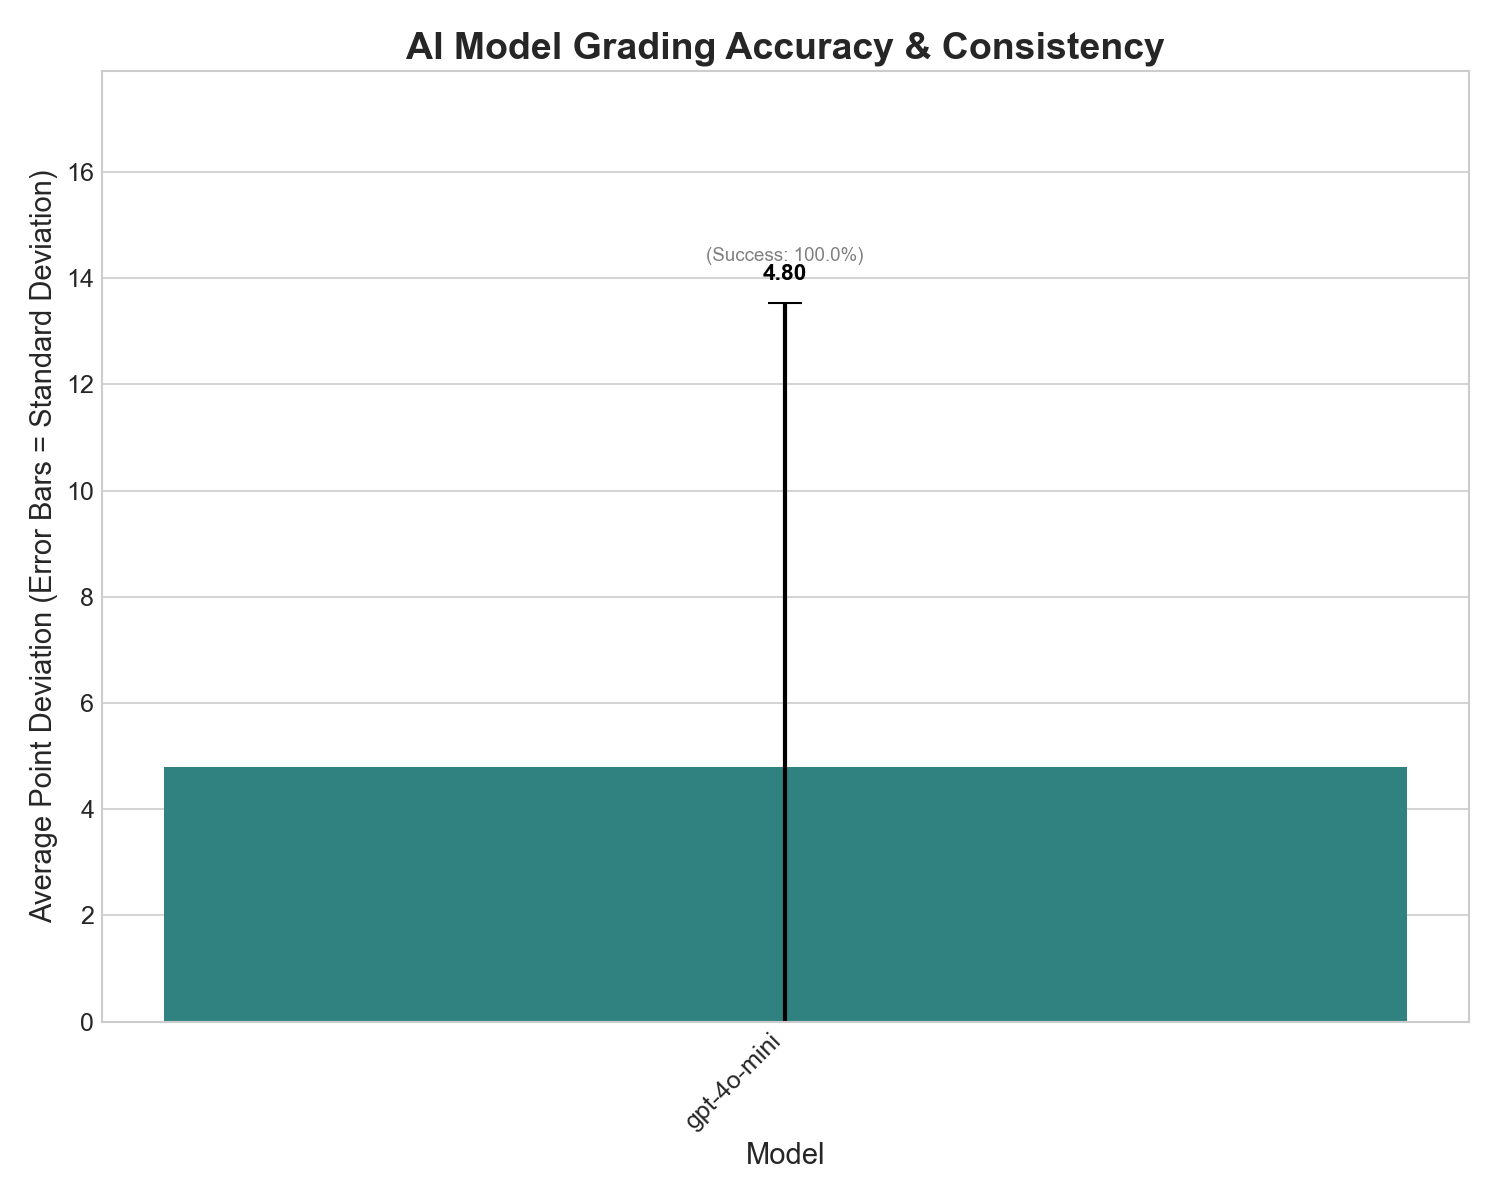 AI Model Grading Accuracy & Consistency
Average Point Deviation (Error Bars = Standard Deviation)
16
14
12
10
8
6
4
2
0
(Success: 100.0%)
4.80
gpt-4o-mini
Model